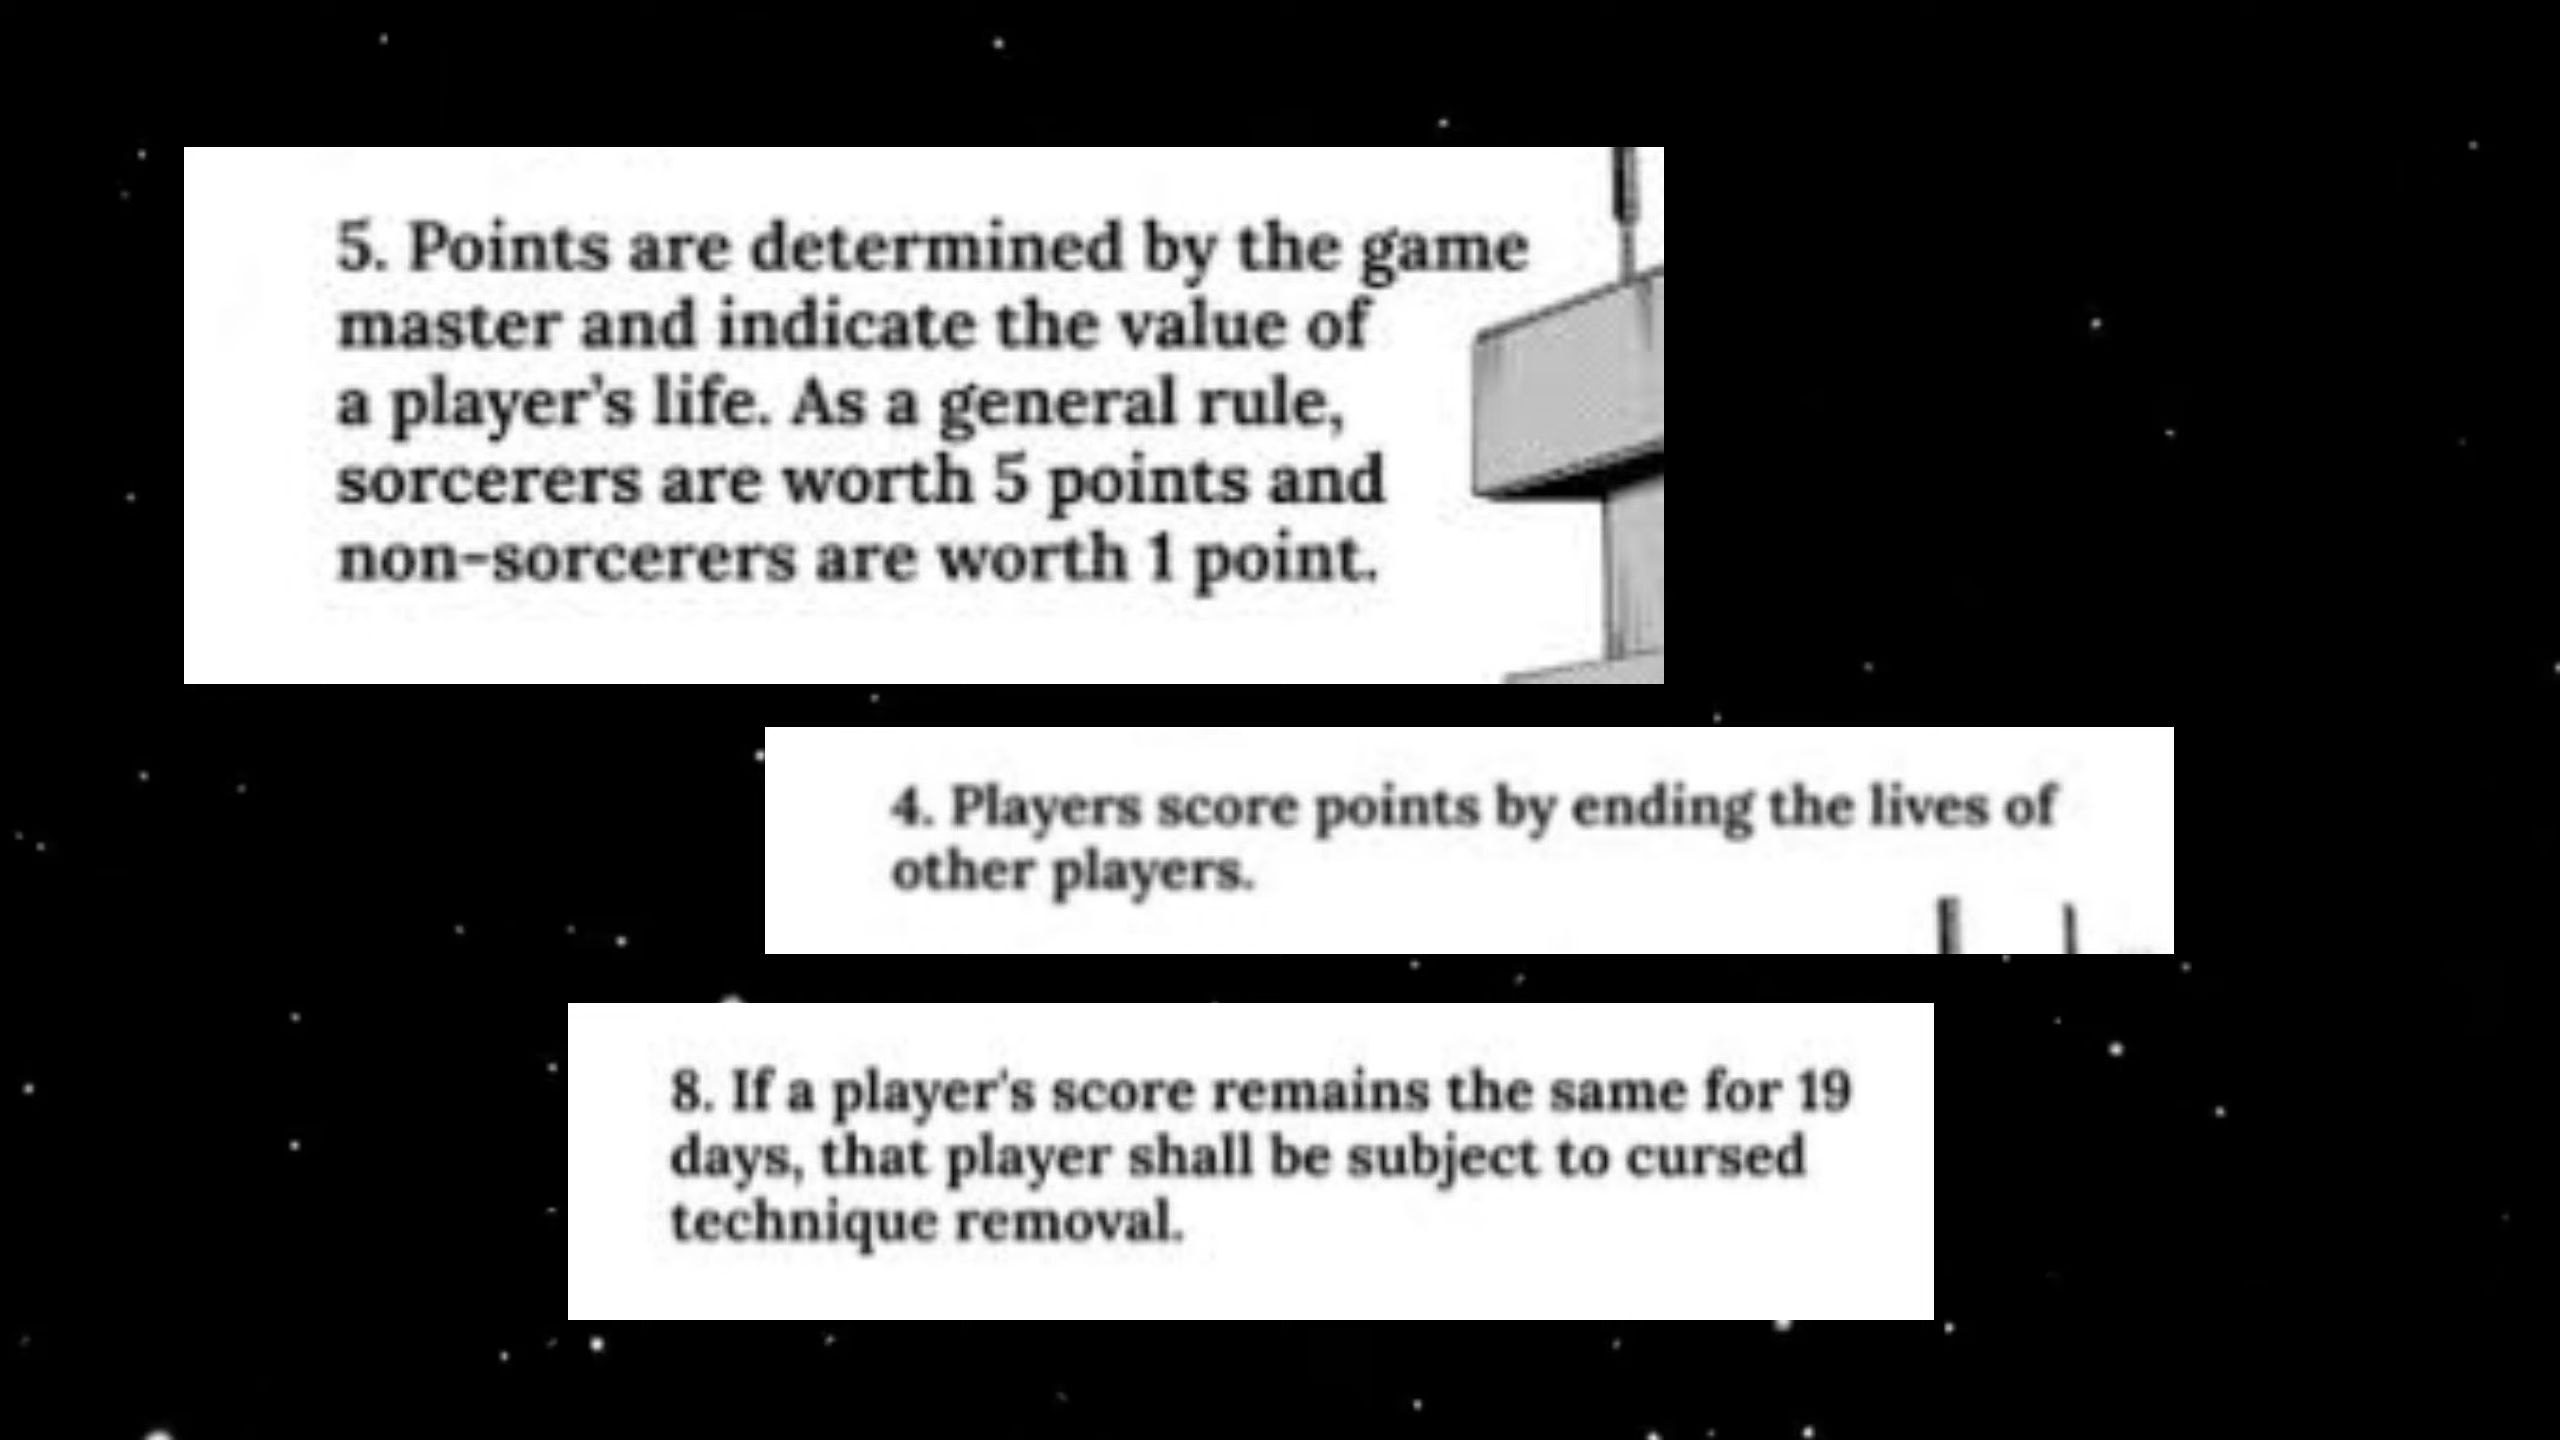 5. Points are determined by the game
master and indicate the value of
a player’s life. As a general rule,
sorcerers are worth 5 points and
non-sorcerers are worth 1 point.
4. Players score points by ending the lives of
other players.
8. If a player's score remains the same for 19
days, that player shall be subject to cursed
technique removal.